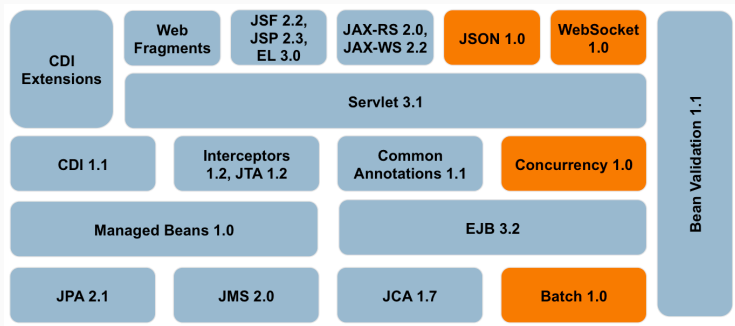 CDI
Extensions
Web
Fragments
JSF 2.2,
JSP 2.3,
EL 3.0
JAX-RS 2.0,
JAX-WS 2.2
JSON 1.0
WebSocket
1.0
Servlet 3.1
CDI 1.1
Interceptors
1.2, JTA 1.2
Common
Annotations 1.1
Concurrency 1.0
Managed Beans 1.0
EJB 3.2
JPA 2.1
JMS 2.0
JCA 1.7
Batch 1.0
Bean Validation 1.1